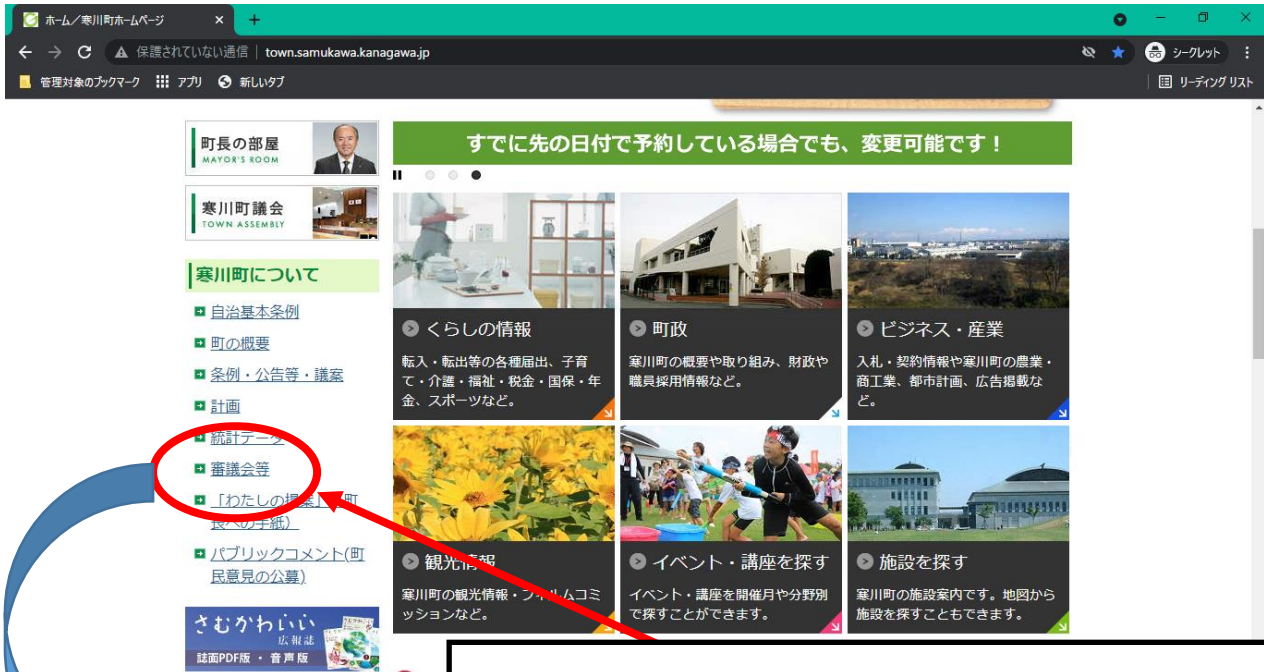 ホーム／寒川町ホームページ
保護されていない通信 | town.samukawa.kanagawa.jp
シークレット
管理対象のブックマーク
アプリ
新しいタブ
リーディング リスト
町長の部屋
MAYOR'S ROOM
寒川町議会
TOWN ASSEMBLY
寒川町について
自治基本条例
町の概要
条例・公告等・議案
計画
統計データ
審議会等
「わたしの提案」（町
長への手紙）
パブリックコメント(町
民意見の公募)
さむかわいい
広報誌
誌面PDF版 ・ 音声版
すでに先の日付で予約している場合でも、変更可能です！
くらしの情報
転入・転出等の各種届出、子育
て・介護・福祉・税金・国保・年
金、スポーツなど。
町政
寒川町の概要や取り組み、財政や
職員採用情報など。
ビジネス・産業
入札・契約情報や寒川町の農業・
商工業、都市計画、広告掲載な
ど。
観光情報
寒川町の観光情報・フィルムコミ
ッションなど。
イベント・講座を探す
イベント・講座を開催月や分野別
で探すことができます。
施設を探す
寒川町の施設案内です。地図から
施設を探すこともできます。